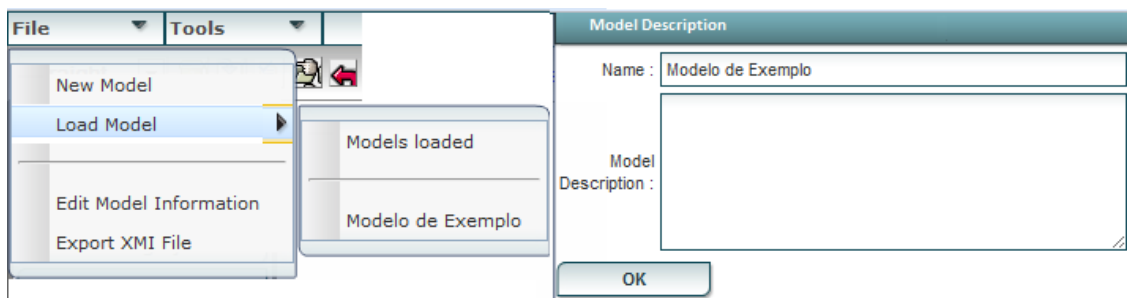 File
Tools
New Model
Load Model
Edit Model Information
Export XMI File
Models loaded
Modelo de Exemplo
Model Description
Name : Modelo de Exemplo
Model
Description :
OK